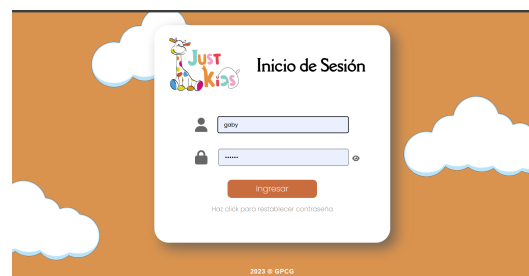 Just
Kids
Inicio de Sesión
gaby
••••••
Ingresar
Haz click para restablecer contraseña
2023 © GPCG